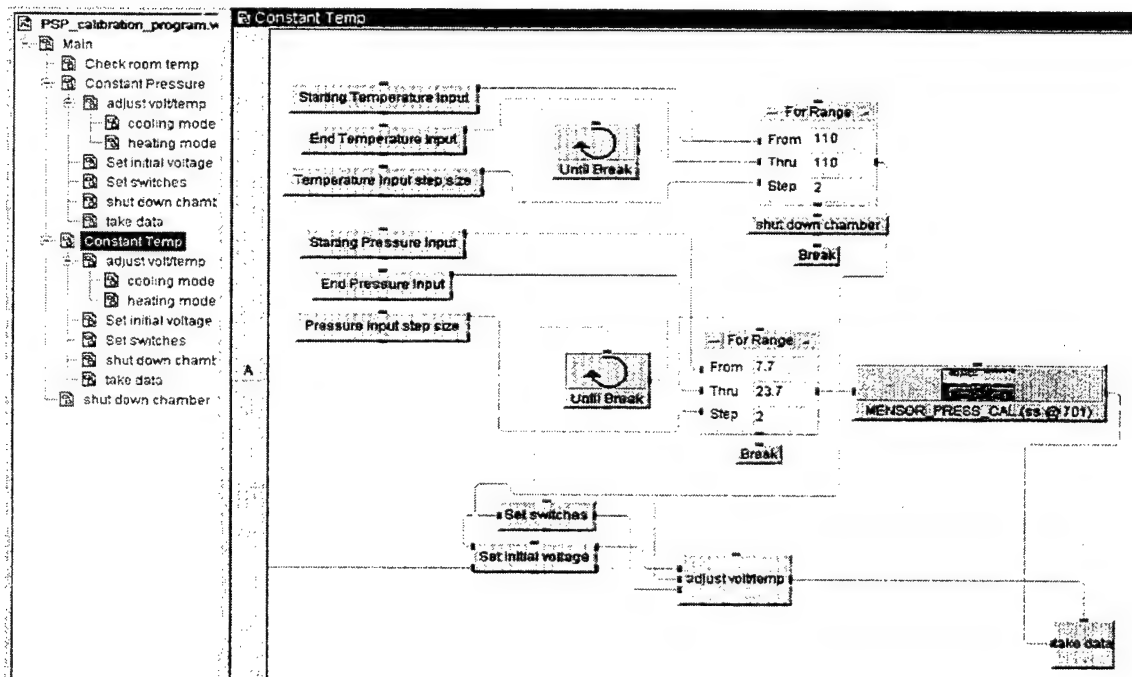 PSP_calibration_program.v
Main
Check room temp
Constant Pressure
adjust volt/temp
cooling mode
heating mode
Set initial voltage
Set switches
shut down chamb
take data
Constant Temp
adjust volt/temp
cooling mode
heating mode
Set initial voltage
Set switches
shut down chamb
take data
shut down chamber
Constant Temp
A
Starting Temperature Input
End Temperature Input
Temperature Input step size
Until Break
For Range
From 110
Thru 110
Step 2
shut down chamber
Break
Starting Pressure Input
End Pressure Input
Pressure Input step size
Until Break
For Range
From 7.7
Thru 23.7
Step 2
Break
MENSOR_PRESS_CAL (ss @ 701)
Set switches
Set initial voltage
adjust volt/temp
take data